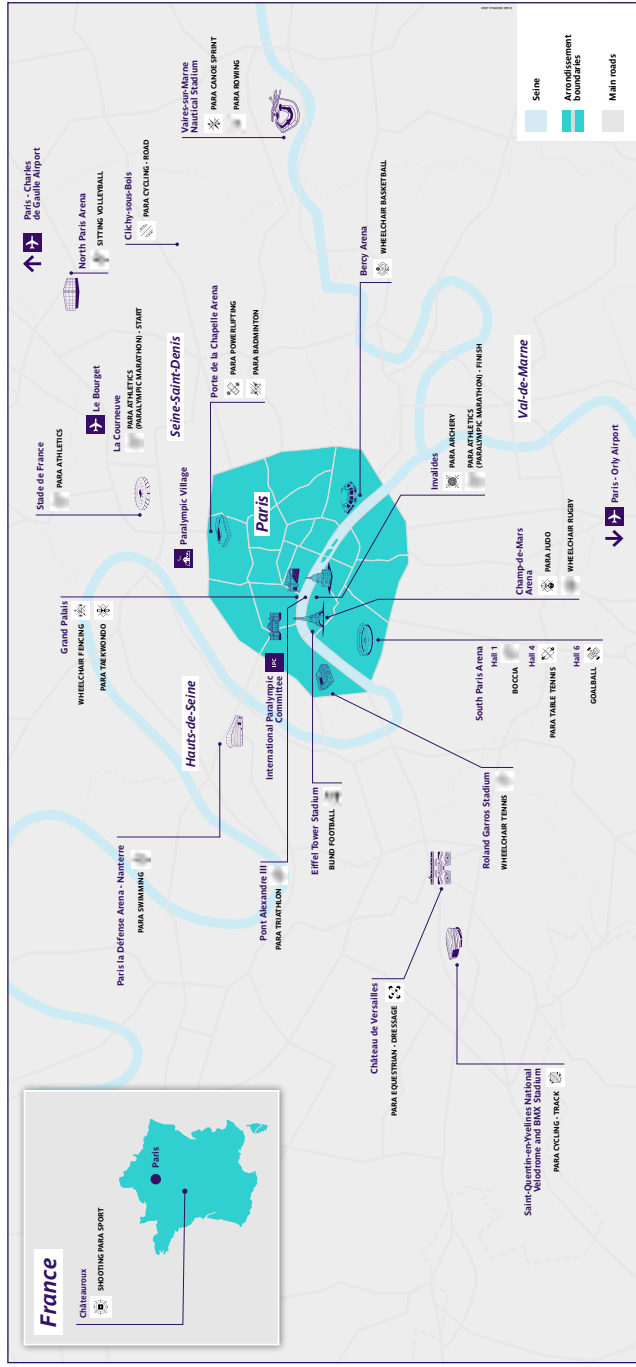 France
Châteauroux
SHOOTING PARA SPORT
Paris
Paris la Défense Arena - Nanterre
PARA SWIMMING
Hauts-de-Seine
Grand Palais
WHEELCHAIR FENCING
PARA TAEKWONDO
Stade de France
PARA ATHLETICS
Le Bourget
La Courneuve
PARA ATHLETICS
(PARALYMPIC MARATHON) - START
Seine-Saint-Denis
Paris - Charles
de Gaulle Airport
North Paris Arena
SITTING VOLLEYBALL
Clichy-sous-Bois
PARA CYCLING - ROAD
Vaires-sur-Marne
Nautical Stadium
PARA CANOE SPRINT
PARA ROWING
Porte de la Chapelle Arena
PARA POWERLIFTING
PARA BADMINTON
Paralympic Village
Paris
International Paralympic
Committee
IPC
Pont Alexandre III
PARA TRIATHLON
Eiffel Tower Stadium
BLIND FOOTBALL
Bercy Arena
WHEELCHAIR BASKETBALL
Invalides
PARA ARCHERY
PARA ATHLETICS
(PARALYMPIC MARATHON) - FINISH
Val-de-Marne
Château de Versailles
PARA EQUESTRIAN - DRESSAGE
Roland Garros Stadium
WHEELCHAIR TENNIS
South Paris Arena
Hall 1
BOCCIA
Hall 4
PARA TABLE TENNIS
Hall 6
GOALBALL
Champ-de-Mars
Arena
PARA JUDO
WHEELCHAIR RUGBY
Paris - Orly Airport
Saint-Quentin-en-Yvelines National
Velodrome and BMX Stadium
PARA CYCLING - TRACK
Seine
Arrondissement
boundaries
Main roads